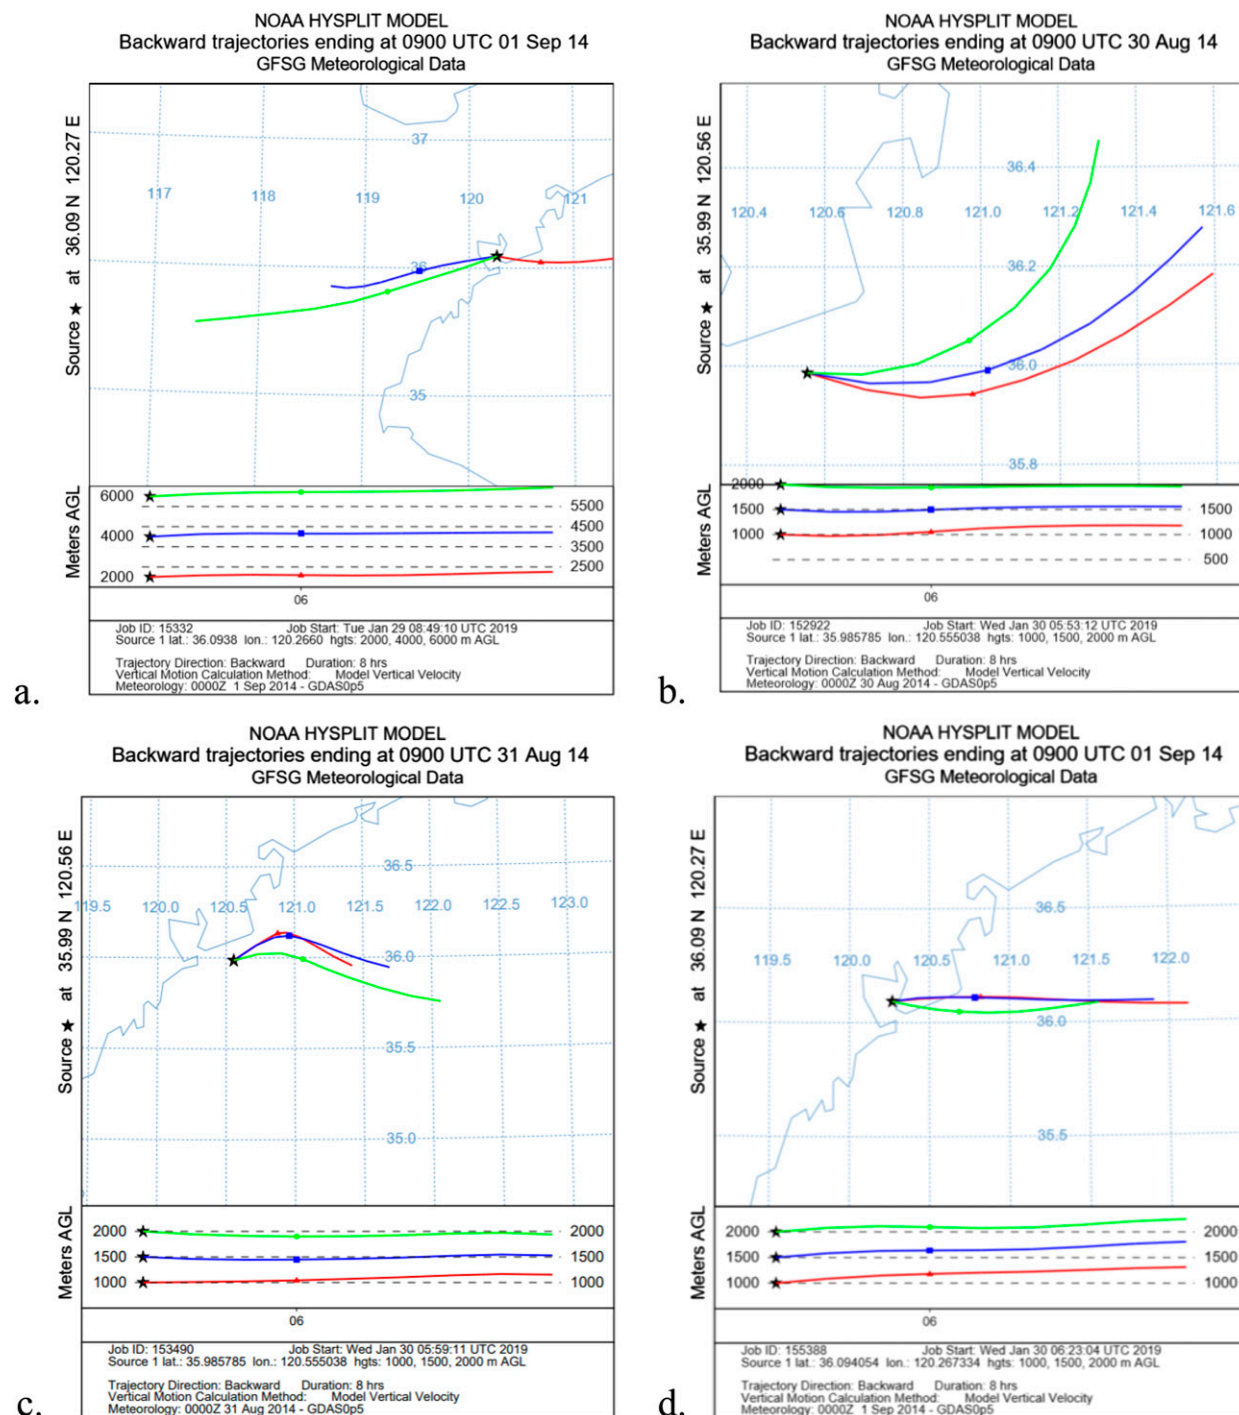 NOAA HYSPLIT MODEL
Backward trajectories ending at 0900 UTC 01 Sep 14
GFSG Meteorological Data
Source ★ at 36.09 N 120.27 E
37
117 118 119 120 121
36
35
Meters AGL
6000
5500
4500
4000
3500
2500
2000
06
Job ID: 15332 Job Start: Tue Jan 29 08:49:10 UTC 2019
Source 1 lat.: 36.0938 lon.: 120.2660 hgts: 2000, 4000, 6000 m AGL
Trajectory Direction: Backward Duration: 8 hrs
Vertical Motion Calculation Method: Model Vertical Velocity
Meteorology: 0000Z 1 Sep 2014 - GDAS0p5
a.
NOAA HYSPLIT MODEL
Backward trajectories ending at 0900 UTC 30 Aug 14
GFSG Meteorological Data
Source ★ at 35.99 N 120.56 E
36.4
120.4 120.6 120.8 121.0 121.2 121.4 121.6
36.2
36.0
35.8
Meters AGL
2000
1500 1500
1000 1000
500
06
Job ID: 152922 Job Start: Wed Jan 30 05:53:12 UTC 2019
Source 1 lat.: 35.985785 lon.: 120.555038 hgts: 1000, 1500, 2000 m AGL
Trajectory Direction: Backward Duration: 8 hrs
Vertical Motion Calculation Method: Model Vertical Velocity
Meteorology: 0000Z 30 Aug 2014 - GDAS0p5
b.
NOAA HYSPLIT MODEL
Backward trajectories ending at 0900 UTC 31 Aug 14
GFSG Meteorological Data
Source ★ at 35.99 N 120.56 E
36.5
119.5 120.0 120.5 121.0 121.5 122.0 122.5 123.0
36.0
35.5
35.0
Meters AGL
2000 2000
1500 1500
1000 1000
06
Job ID: 153490 Job Start: Wed Jan 30 05:59:11 UTC 2019
Source 1 lat.: 35.985785 lon.: 120.555038 hgts: 1000, 1500, 2000 m AGL
Trajectory Direction: Backward Duration: 8 hrs
Vertical Motion Calculation Method: Model Vertical Velocity
Meteorology: 0000Z 31 Aug 2014 - GDAS0p5
c.
NOAA HYSPLIT MODEL
Backward trajectories ending at 0900 UTC 01 Sep 14
GFSG Meteorological Data
Source ★ at 36.09 N 120.27 E
36.5
119.5 120.0 120.5 121.0 121.5 122.0
36.0
35.5
Meters AGL
2000 2000
1500 1500
1000 1000
06
Job ID: 155388 Job Start: Wed Jan 30 06:23:04 UTC 2019
Source 1 lat.: 36.094054 lon.: 120.267334 hgts: 1000, 1500, 2000 m AGL
Trajectory Direction: Backward Duration: 8 hrs
Vertical Motion Calculation Method: Model Vertical Velocity
Meteorology: 0000Z 1 Sep 2014 - GDAS0p5
d.